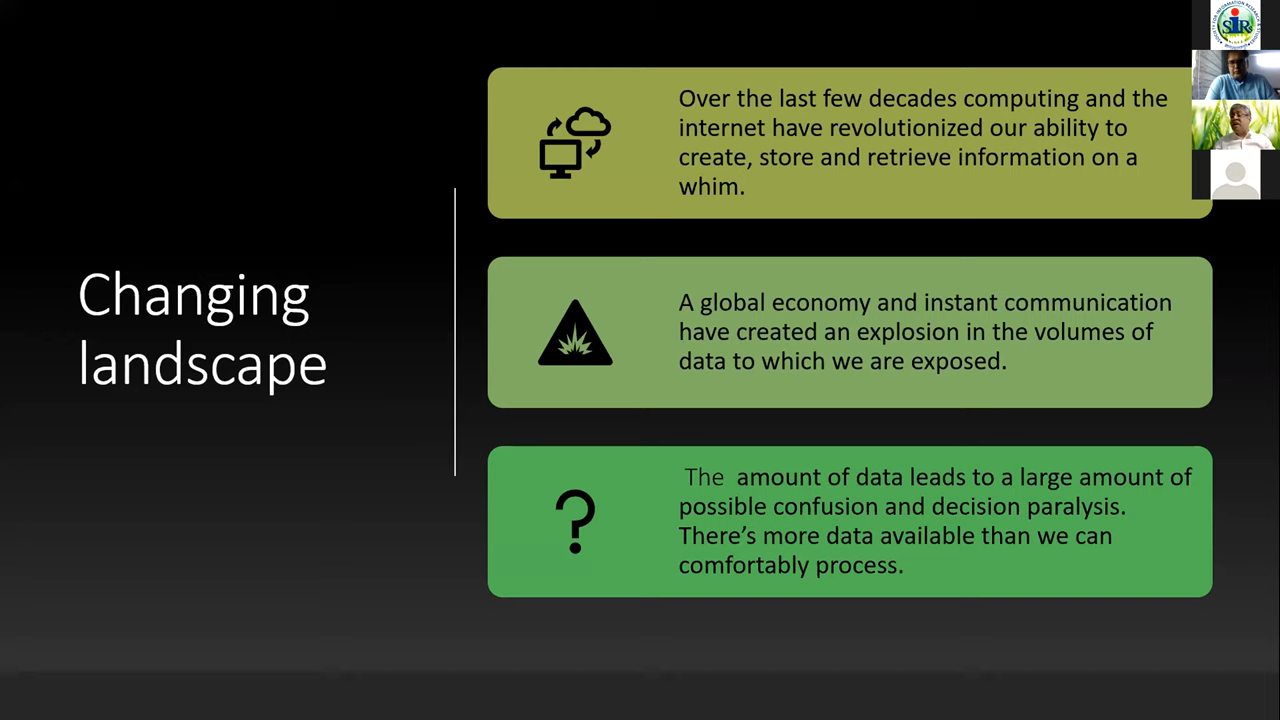 Changing
landscape
Over the last few decades computing and the
internet have revolutionized our ability to
create, store and retrieve information on a
whim.
A global economy and instant communication
have created an explosion in the volumes of
data to which we are exposed.
The amount of data leads to a large amount of
possible confusion and decision paralysis.
There’s more data available than we can
comfortably process.